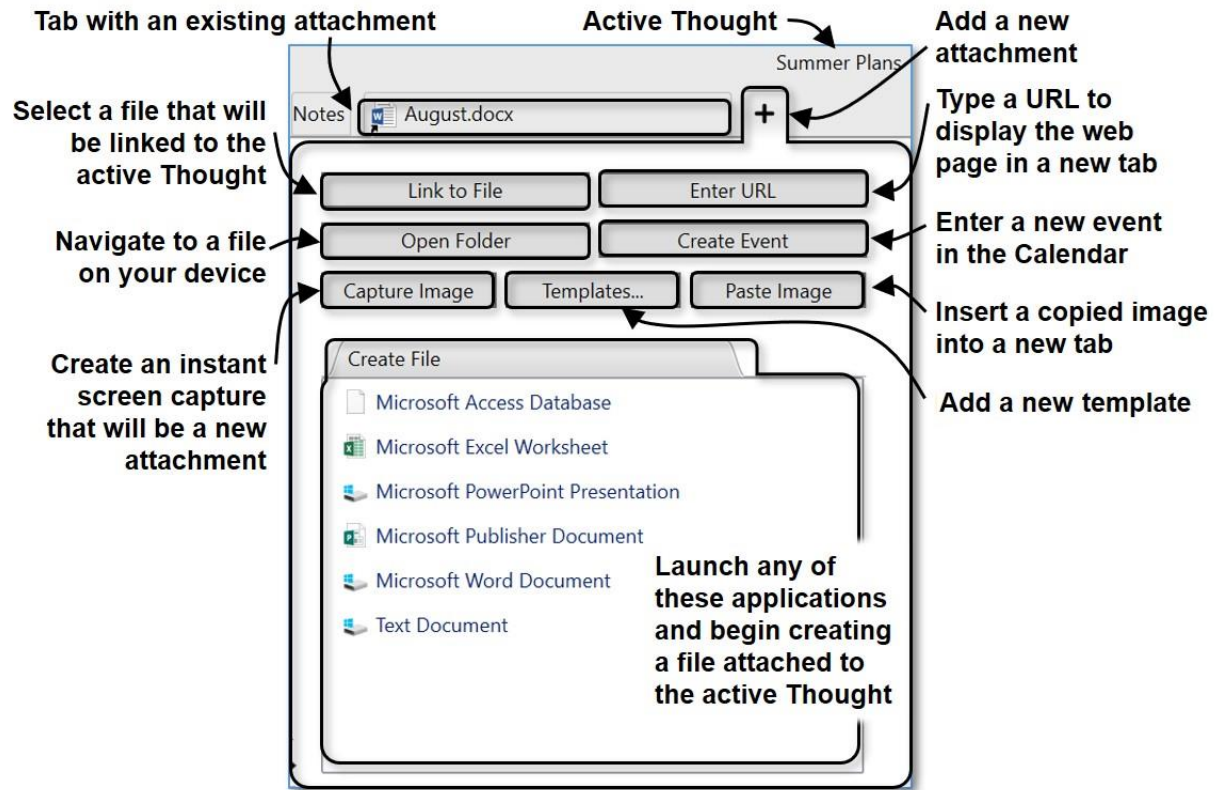 Tab with an existing attachment
Active Thought
Add a new
attachment
Summer Plans
Notes
August.docx
+
Select a file that will
be linked to the
active Thought
Type a URL to
display the web
page in a new tab
Link to File
Enter URL
Navigate to a file
on your device
Open Folder
Create Event
Enter a new event
in the Calendar
Capture Image
Templates...
Paste Image
Insert a copied image
into a new tab
Create an instant
screen capture
that will be a new
attachment
Add a new template
Create File
Microsoft Access Database
Microsoft Excel Worksheet
Microsoft PowerPoint Presentation
Microsoft Publisher Document
Microsoft Word Document
Text Document
Launch any of
these applications
and begin creating
a file attached to
the active Thought